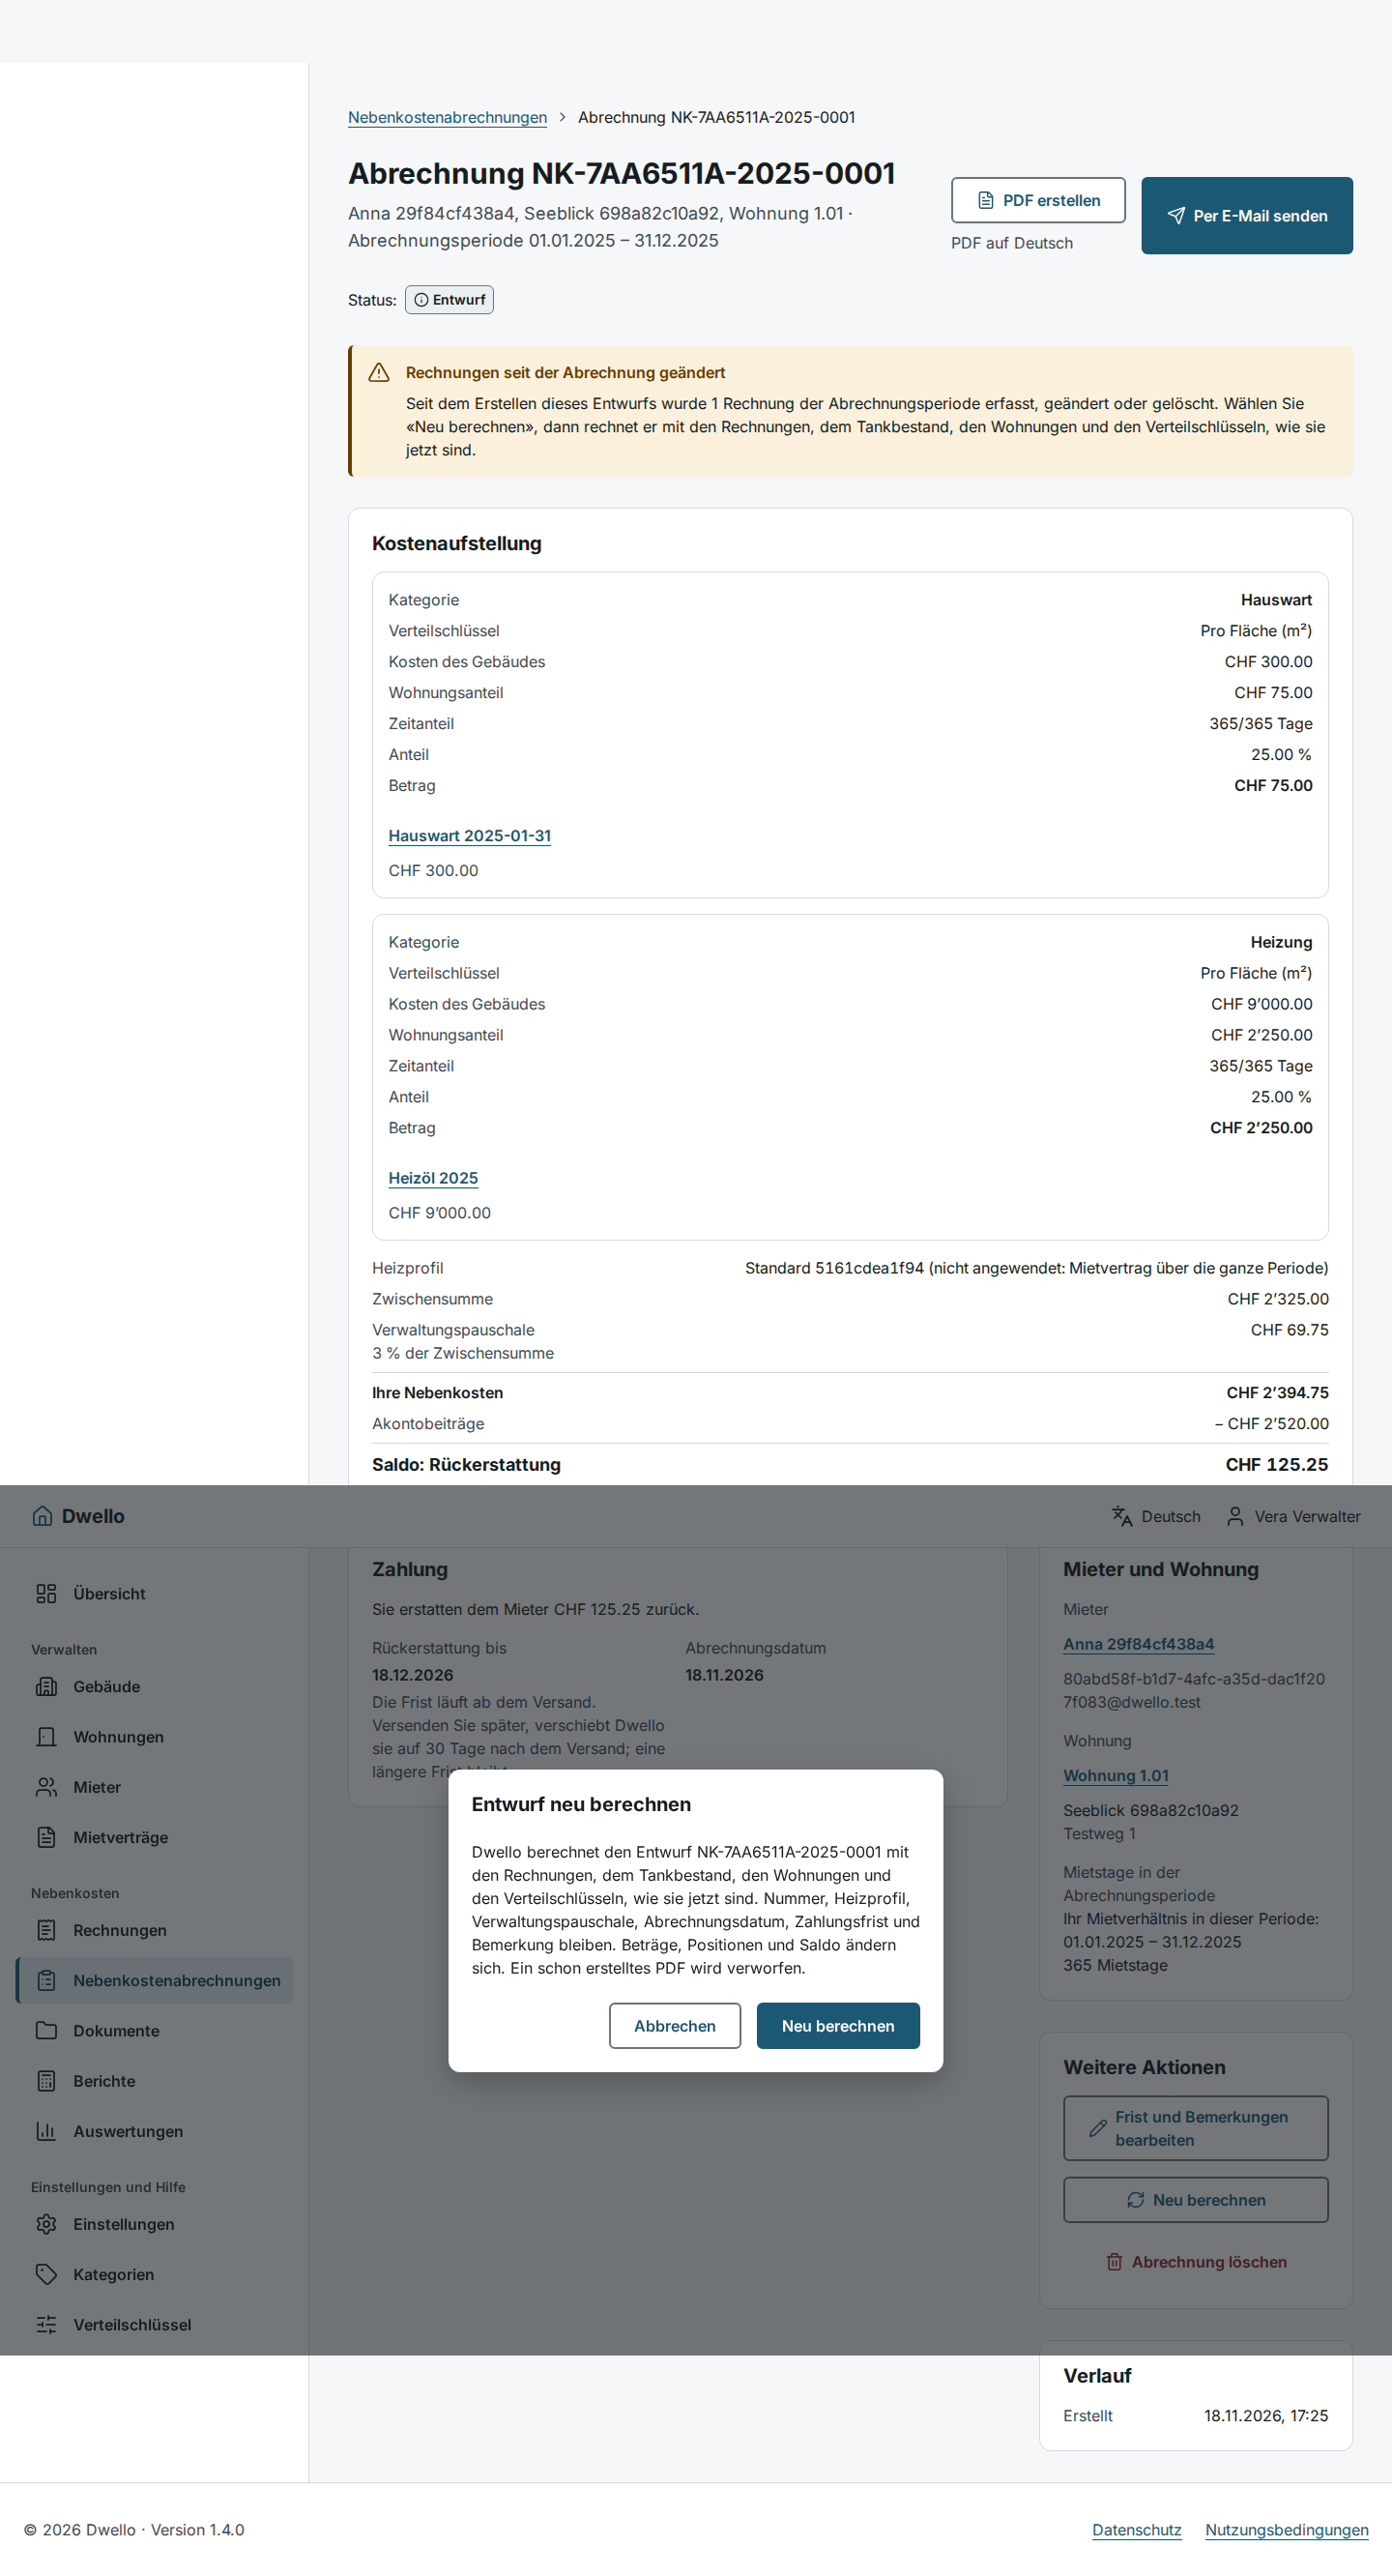 Nebenkostenabrechnungen > Abrechnung NK-7AA6511A-2025-0001
Abrechnung NK-7AA6511A-2025-0001
Anna 29f84cf438a4, Seeblick 698a82c10a92, Wohnung 1.01 ·
Abrechnungsperiode 01.01.2025 – 31.12.2025
PDF erstellen
PDF auf Deutsch
Per E-Mail senden
Status: Entwurf
Rechnungen seit der Abrechnung geändert
Seit dem Erstellen dieses Entwurfs wurde 1 Rechnung der Abrechnungsperiode erfasst, geändert oder gelöscht. Wählen Sie
«Neu berechnen», dann rechnet er mit den Rechnungen, dem Tankbestand, den Wohnungen und den Verteilschlüsseln, wie sie
jetzt sind.
Kostenaufstellung
Kategorie Hauswart
Verteilschlüssel Pro Fläche (m²)
Kosten des Gebäudes CHF 300.00
Wohnungsanteil CHF 75.00
Zeitanteil 365/365 Tage
Anteil 25.00 %
Betrag CHF 75.00
Hauswart 2025-01-31
CHF 300.00
Kategorie Heizung
Verteilschlüssel Pro Fläche (m²)
Kosten des Gebäudes CHF 9’000.00
Wohnungsanteil CHF 2’250.00
Zeitanteil 365/365 Tage
Anteil 25.00 %
Betrag CHF 2’250.00
Heizöl 2025
CHF 9’000.00
Heizprofil Standard 5161cdea1f94 (nicht angewendet: Mietvertrag über die ganze Periode)
Zwischensumme CHF 2’325.00
Verwaltungspauschale CHF 69.75
3 % der Zwischensumme
Ihre Nebenkosten CHF 2’394.75
Akontobeiträge – CHF 2’520.00
Saldo: Rückerstattung CHF 125.25
Dwello
Deutsch
Vera Verwalter
Übersicht
Verwalten
Gebäude
Wohnungen
Mieter
Mietverträge
Nebenkosten
Rechnungen
Nebenkostenabrechnungen
Dokumente
Berichte
Auswertungen
Einstellungen und Hilfe
Einstellungen
Kategorien
Verteilschlüssel
Zahlung
Sie erstatten dem Mieter CHF 125.25 zurück.
Rückerstattung bis
18.12.2026
Die Frist läuft ab dem Versand.
Versenden Sie später, verschiebt Dwello
sie auf 30 Tage nach dem Versand; eine
längere Frist bleibt.
Abrechnungsdatum
18.11.2026
Entwurf neu berechnen
Dwello berechnet den Entwurf NK-7AA6511A-2025-0001 mit
den Rechnungen, dem Tankbestand, den Wohnungen und
den Verteilschlüsseln, wie sie jetzt sind. Nummer, Heizprofil,
Verwaltungspauschale, Abrechnungsdatum, Zahlungsfrist und
Bemerkung bleiben. Beträge, Positionen und Saldo ändern
sich. Ein schon erstelltes PDF wird verworfen.
Abbrechen
Neu berechnen
Mieter und Wohnung
Mieter
Anna 29f84cf438a4
80abd58f-b1d7-4afc-a35d-dac1f20
7f083@dwello.test
Wohnung
Wohnung 1.01
Seeblick 698a82c10a92
Testweg 1
Mietstage in der
Abrechnungsperiode
Ihr Mietverhältnis in dieser Periode:
01.01.2025 – 31.12.2025
365 Mietstage
Weitere Aktionen
Frist und Bemerkungen
bearbeiten
Neu berechnen
Abrechnung löschen
Verlauf
Erstellt 18.11.2026, 17:25
© 2026 Dwello · Version 1.4.0
Datenschutz
Nutzungsbedingungen